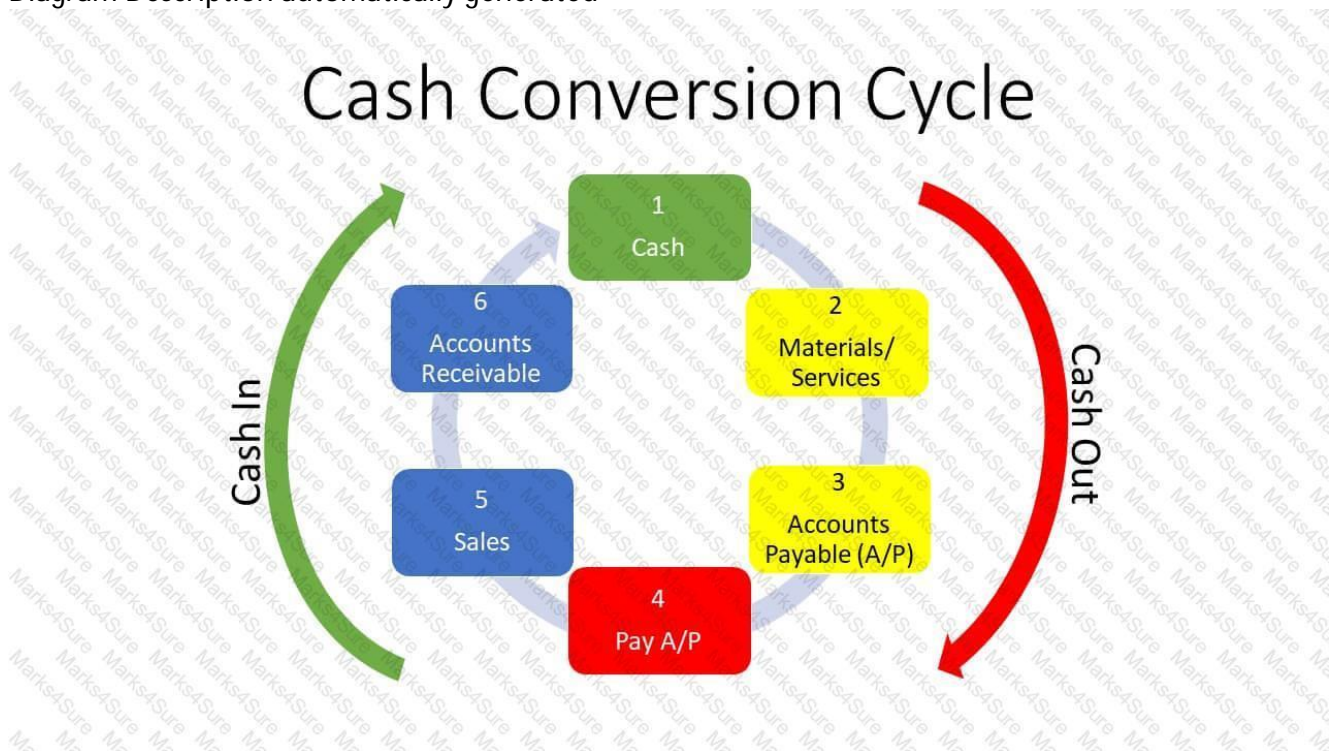 Diagram Description automatically generated
Cash Conversion Cycle
1
Cash
2
Materials/
Services
3
Accounts
Payable (A/P)
4
Pay A/P
5
Sales
6
Accounts
Receivable
Cash In
Cash Out
Marks4Sure